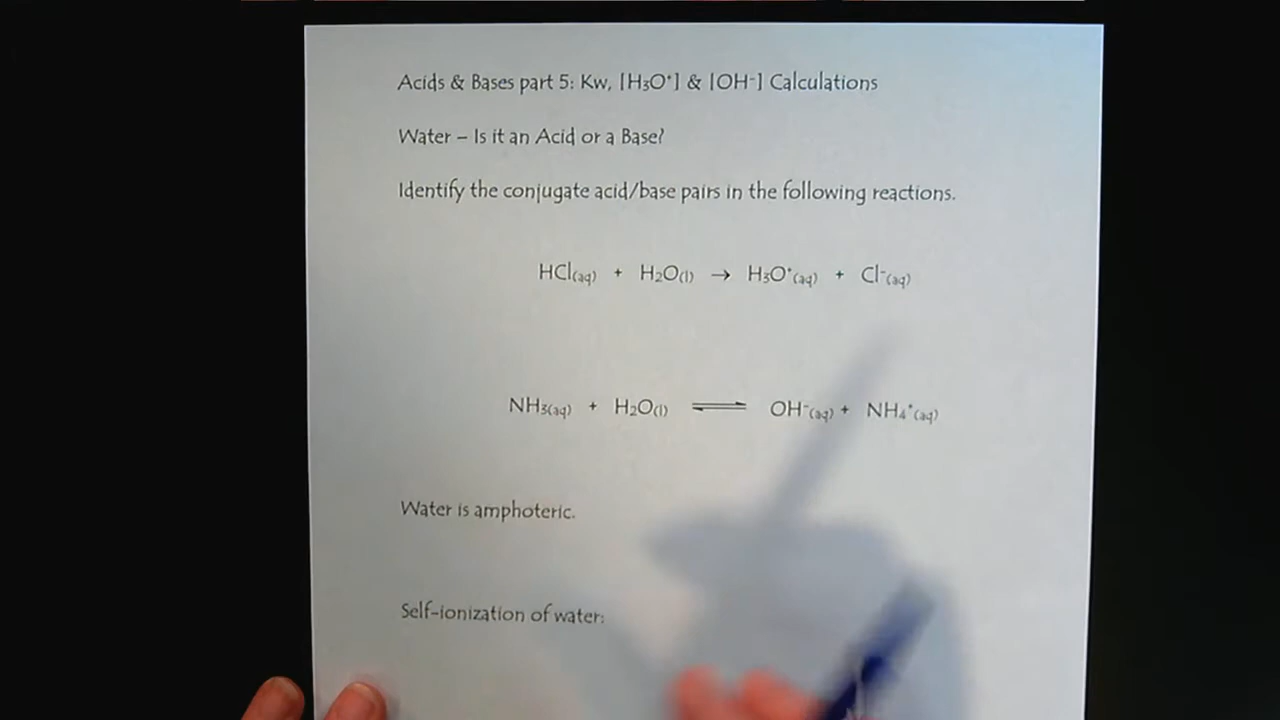 Acids & Bases part 5: Kw, [H₃O⁺] & [OH⁻] Calculations
Water – Is it an Acid or a Base?
Identify the conjugate acid/base pairs in the following reactions.
HCl(aq) + H₂O(l) → H₃O⁺(aq) + Cl⁻(aq)
NH₃(aq) + H₂O(l) ⇌ OH⁻(aq) + NH₄⁺(aq)
Water is amphoteric.
Self-ionization of water: